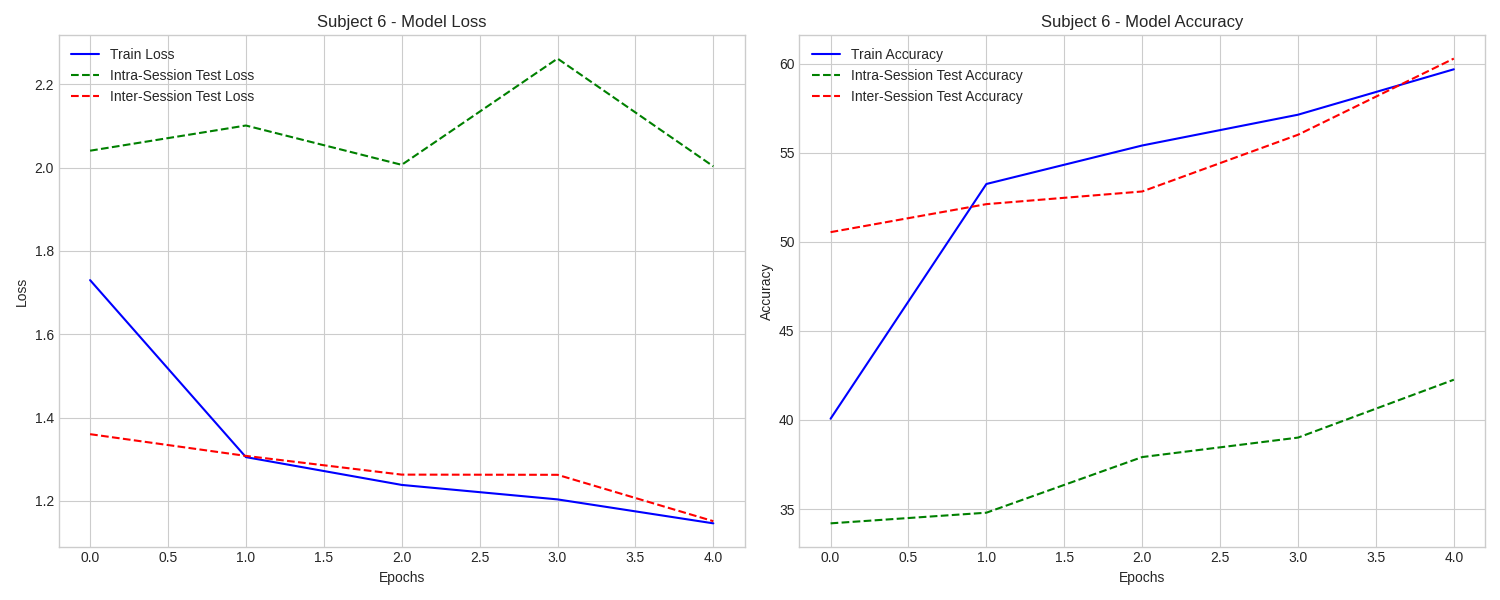 Subject 6 - Model Loss
Train Loss
Intra-Session Test Loss
Inter-Session Test Loss
2.2
2.0
1.8
1.6
1.4
1.2
Loss
0.0 0.5 1.0 1.5 2.0 2.5 3.0 3.5 4.0
Epochs
Subject 6 - Model Accuracy
Train Accuracy
Intra-Session Test Accuracy
Inter-Session Test Accuracy
60
55
50
45
40
35
Accuracy
0.0 0.5 1.0 1.5 2.0 2.5 3.0 3.5 4.0
Epochs